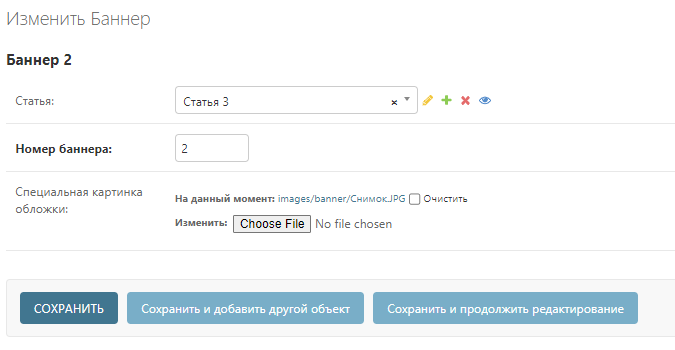 Изменить Баннер
Баннер 2
Статья: Статья 3
Номер баннера: 2
Специальная картинка обложки:
На данный момент: images/banner/Снимок.JPG Очистить
Изменить: Choose File No file chosen
СОХРАНИТЬ Сохранить и добавить другой объект Сохранить и продолжить редактирование